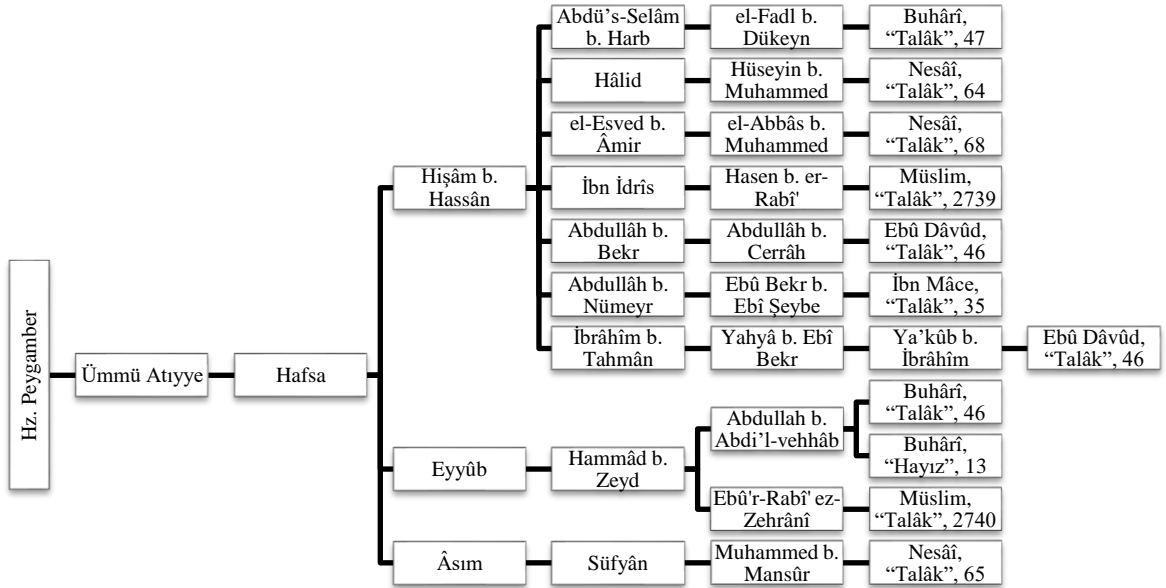 Abdü’s-Selâm
b. Harb
el-Fadl b.
Dükeyn
Buhârî,
“Talâk”, 47
Hâlid
Hüseyin b.
Muhammed
Nesâî,
“Talâk”, 64
el-Esved b.
Âmir
el-Abbâs b.
Muhammed
Nesâî,
“Talâk”, 68
Hişâm b.
Hassân
İbn İdrîs
Hasen b. er-
Rabî'
Müslim,
“Talâk”, 2739
Abdullâh b.
Bekr
Abdullâh b.
Cerrâh
Ebû Dâvûd,
“Talâk”, 46
Abdullâh b.
Nümeyr
Ebû Bekr b.
Ebî Şeybe
İbn Mâce,
“Talâk”, 35
İbrâhîm b.
Tahmân
Yahyâ b. Ebî
Bekr
Ya’kûb b.
İbrâhîm
Ebû Dâvûd,
“Talâk”, 46
Hz. Peygamber
Ümmü Atıyye
Hafsa
Eyyûb
Hammâd b.
Zeyd
Abdullah b.
Abdi’l-vehhâb
Buhârî,
“Talâk”, 46
Buhârî,
“Hayız”, 13
Ebû'r-Rabî' ez-
Zehrânî
Müslim,
“Talâk”, 2740
Âsım
Süfyân
Muhammed b.
Mansûr
Nesâî,
“Talâk”, 65